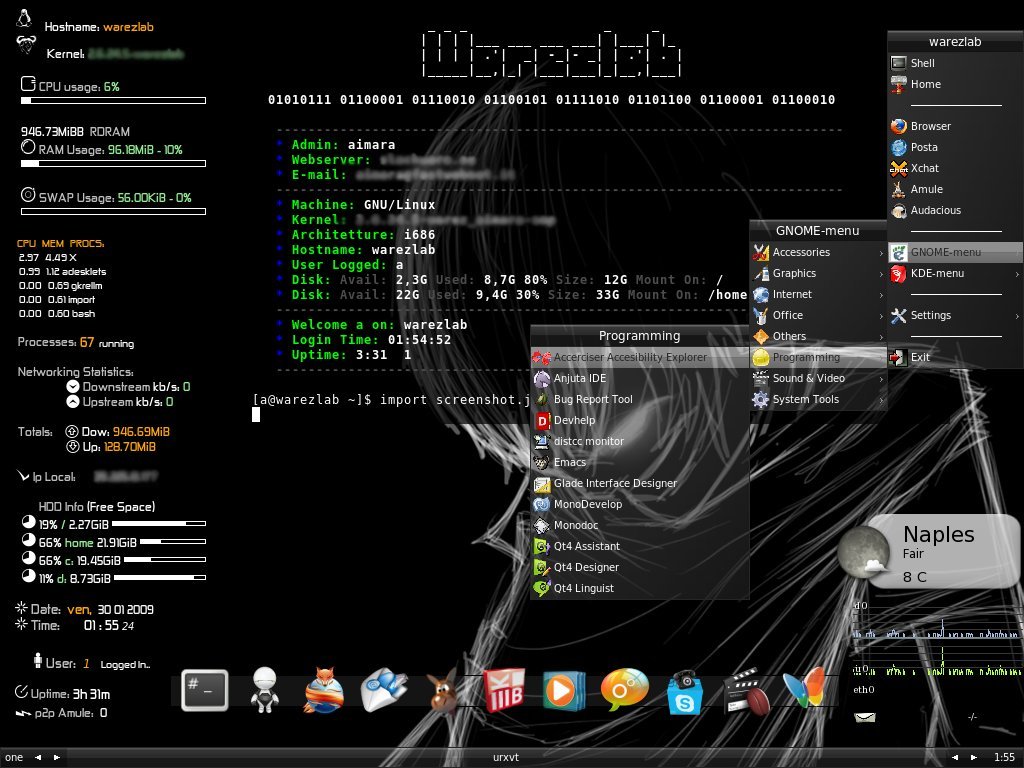 Hostname: warezlab
Kernel:
CPU usage: 6%
946.73MiBB RDRAM
RAM Usage: 96.18MiB - 10%
SWAP Usage: 56.00KiB - 0%
CPU MEM PROCS:
2.97 4.49 X
0.99 1.12 adesklets
0.00 0.69 gkrellm
0.00 0.61 import
0.00 0.60 bash
Processes: 67 running
Networking Statistics:
Downstream kb/s: 0
Upstream kb/s: 0
Totals: Dow: 946.69MiB
Up: 128.70MiB
Ip Local:
HDD Info (Free Space)
19% / 2.27GiB
66% home 21.91GiB
66% c: 19.45GiB
11% d: 8.73GiB
Date: ven, 30 01 2009
Time: 01 : 55 24
User: 1 Logged In..
Uptime: 3h 31m
p2p Amule: 0
Warezlab
01010111 01100001 01110010 01100101 01111010 01101100 01100001 01100010
* Admin: aimara
* Webserver:
* E-mail:
* Machine: GNU/Linux
* Kernel:
* Architetture: i686
* Hostname: warezlab
* User Logged: a
* Disk: Avail: 2,3G Used: 8,7G 80% Size: 12G Mount On: /
* Disk: Avail: 22G Used: 9,4G 30% Size: 33G Mount On: /home
* Welcome a on: warezlab
* Login Time: 01:54:52
* Uptime: 3:31 1
[a@warezlab ~]$ import screenshot.j
warezlab
Shell
Home
Browser
Posta
Xchat
Amule
Audacious
GNOME-menu
KDE-menu
Settings
Exit
GNOME-menu
Accessories
Graphics
Internet
Office
Others
Programming
Sound & Video
System Tools
Programming
Accerciser Accesibility Explorer
Anjuta IDE
Bug Report Tool
Devhelp
distcc monitor
Emacs
Glade Interface Designer
MonoDevelop
Monodoc
Qt4 Assistant
Qt4 Designer
Qt4 Linguist
Naples
Fair
8 C
eth0
-/-
#_
one
urxvt
1:55